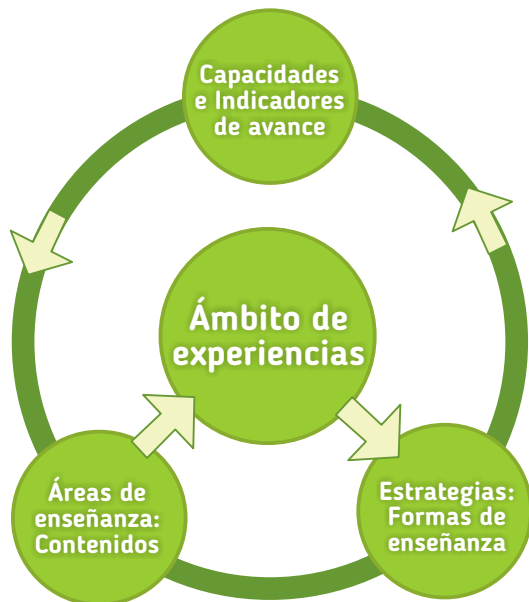 Capacidades
e Indicadores
de avance
Ámbito de
experiencias
Áreas de
enseñanza:
Contenidos
Estrategias:
Formas de
enseñanza